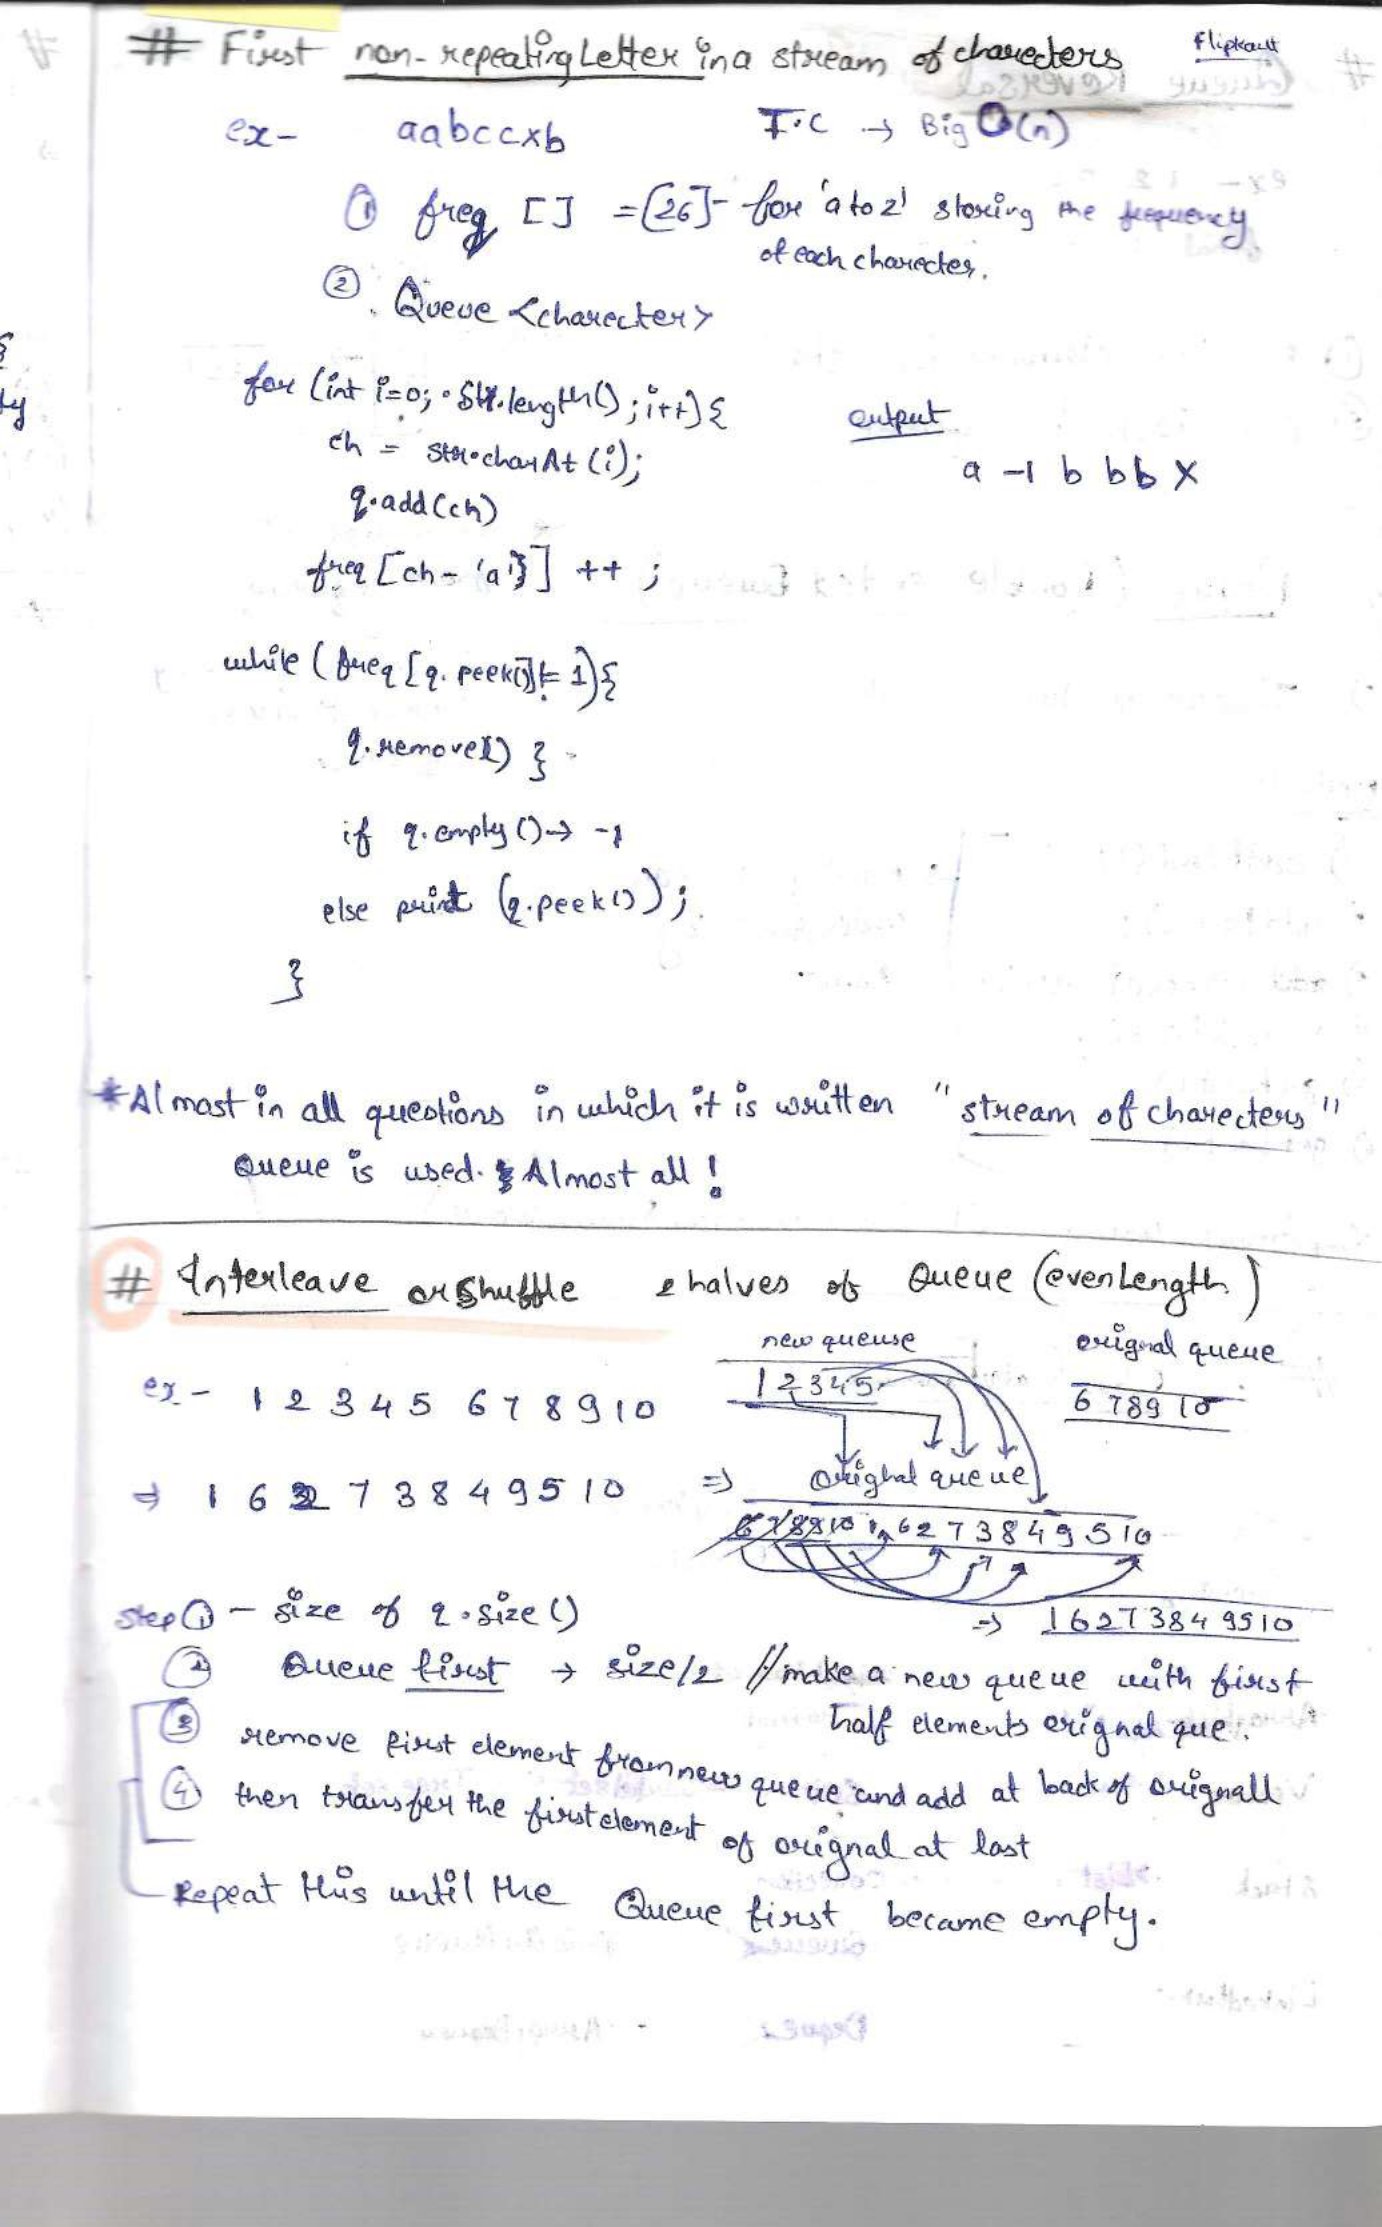 # First non-repeating Letter in a stream of charecters Flipkart
ex- aabccxb T.C → Big O(n)
① freq [] = [26] - for 'a to z' storing the frequency
of each charecter.
② . Queue <charecter>
for (int i=0; str.length(); i++) {
ch = str.charAt(i);
q.add(ch)
freq [ch - 'a'] ++ ;
output
a -1 b b b x
while (freq [q. peek()] != 1) {
q.remove() }
if q.empty () → -1
else print (q.peek());
}
* Almost in all questions in which it is written "stream of charecters"
Queue is used. Almost all !
# Interleave or Shuffle 2 halves of Queue (even Length)
new queuse orignal queue
ex - 1 2 3 4 5 6 7 8 9 10 1 2 3 4 5 6 7 8 9 10
⇒ 1 6 2 7 3 8 4 9 5 10 ⇒ orighal queue
6 7 8 9 10 1 6 2 7 3 8 4 9 5 10
Step ① - size of q.size () ⇒ 1 6 2 7 3 8 4 9 5 10
② Queue first → size/2 // make a new queue with first
half elements orignal que.
③ remove first element from new queue and add at back of orignall
④ then transfer the first element of orignal at last
Repeat this until the Queue first became empty.